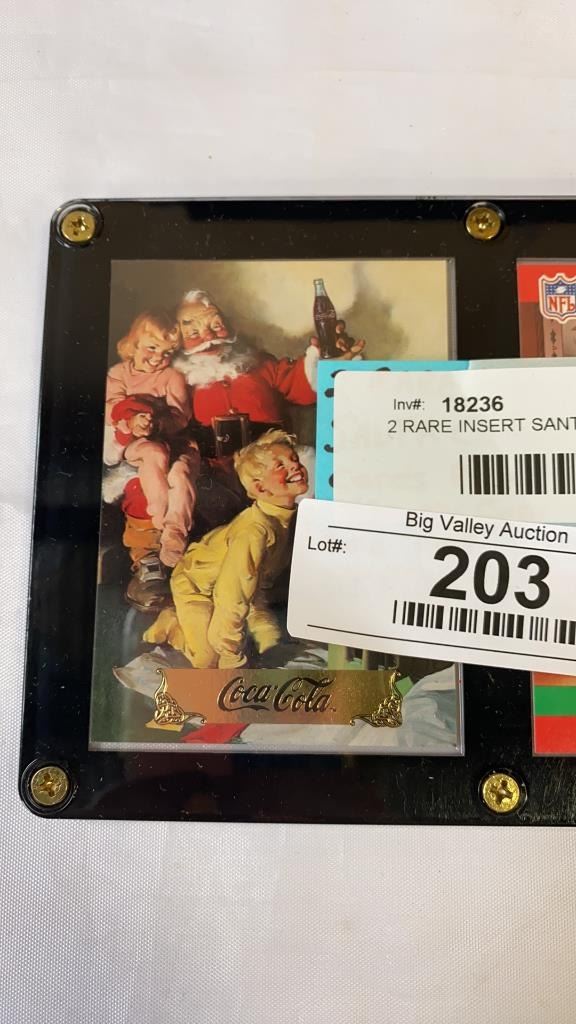 NFL
Inv#: 18236
2 RARE INSERT SANT
Big Valley Auction
Lot#:
203
Coca-Cola